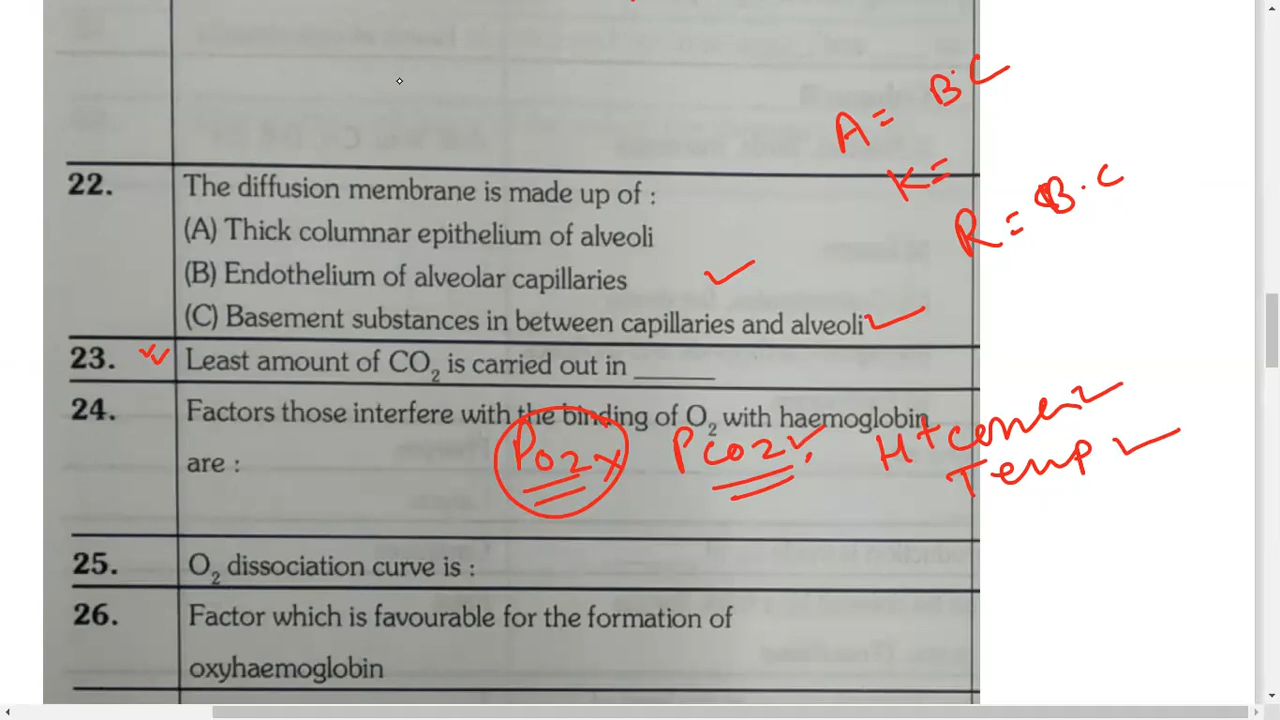 A = B.C
K =
R = B.C
22. The diffusion membrane is made up of :
(A) Thick columnar epithelium of alveoli
(B) Endothelium of alveolar capillaries
(C) Basement substances in between capillaries and alveoli
23. Least amount of CO2 is carried out in ______
24. Factors those interfere with the binding of O2 with haemoglobin
are :
PO2 x PCO2 H+
Temp
25. O2 dissociation curve is :
26. Factor which is favourable for the formation of
oxyhaemoglobin